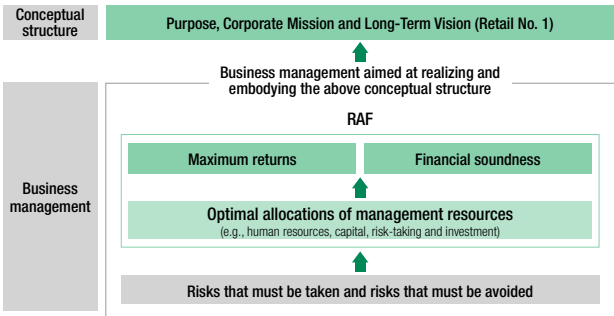 Conceptual
structure
Purpose, Corporate Mission and Long-Term Vision (Retail No. 1)
Business management aimed at realizing and
embodying the above conceptual structure
Business
management
RAF
Maximum returns
Financial soundness
Optimal allocations of management resources
(e.g., human resources, capital, risk-taking and investment)
Risks that must be taken and risks that must be avoided